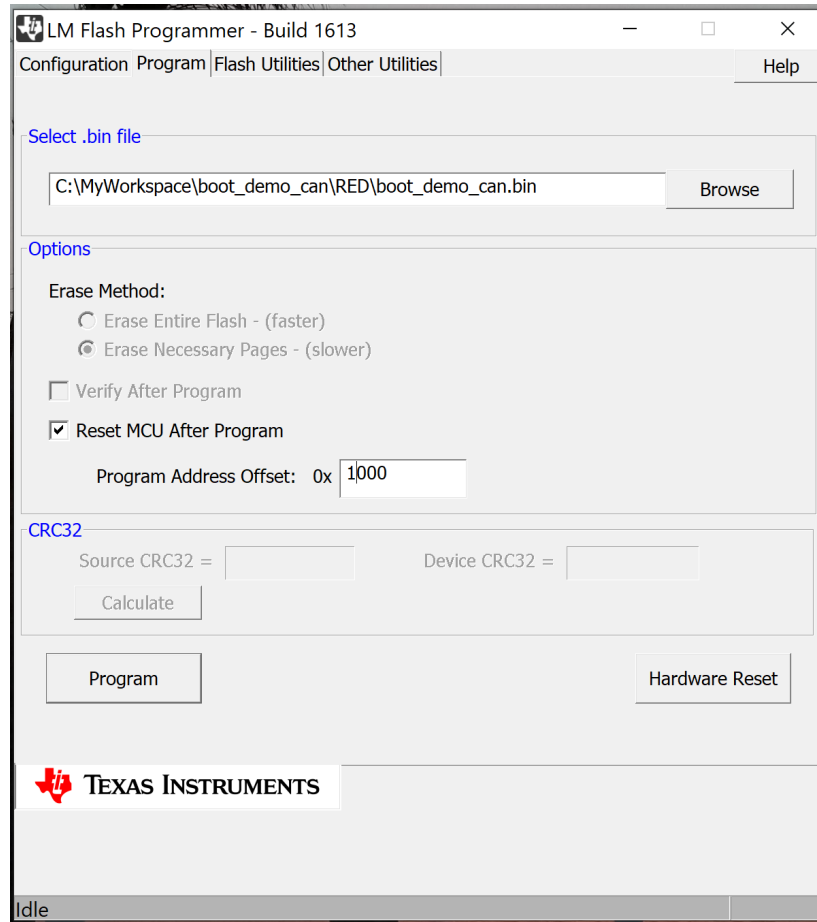 LM Flash Programmer - Build 1613
Configuration Program Flash Utilities Other Utilities Help
Select .bin file
C:\MyWorkspace\boot_demo_can\RED\boot_demo_can.bin Browse
Options
Erase Method:
Erase Entire Flash - (faster)
Erase Necessary Pages - (slower)
Verify After Program
Reset MCU After Program
Program Address Offset: 0x 1000
CRC32
Source CRC32 = Device CRC32 =
Calculate
Program Hardware Reset
TEXAS INSTRUMENTS
Idle